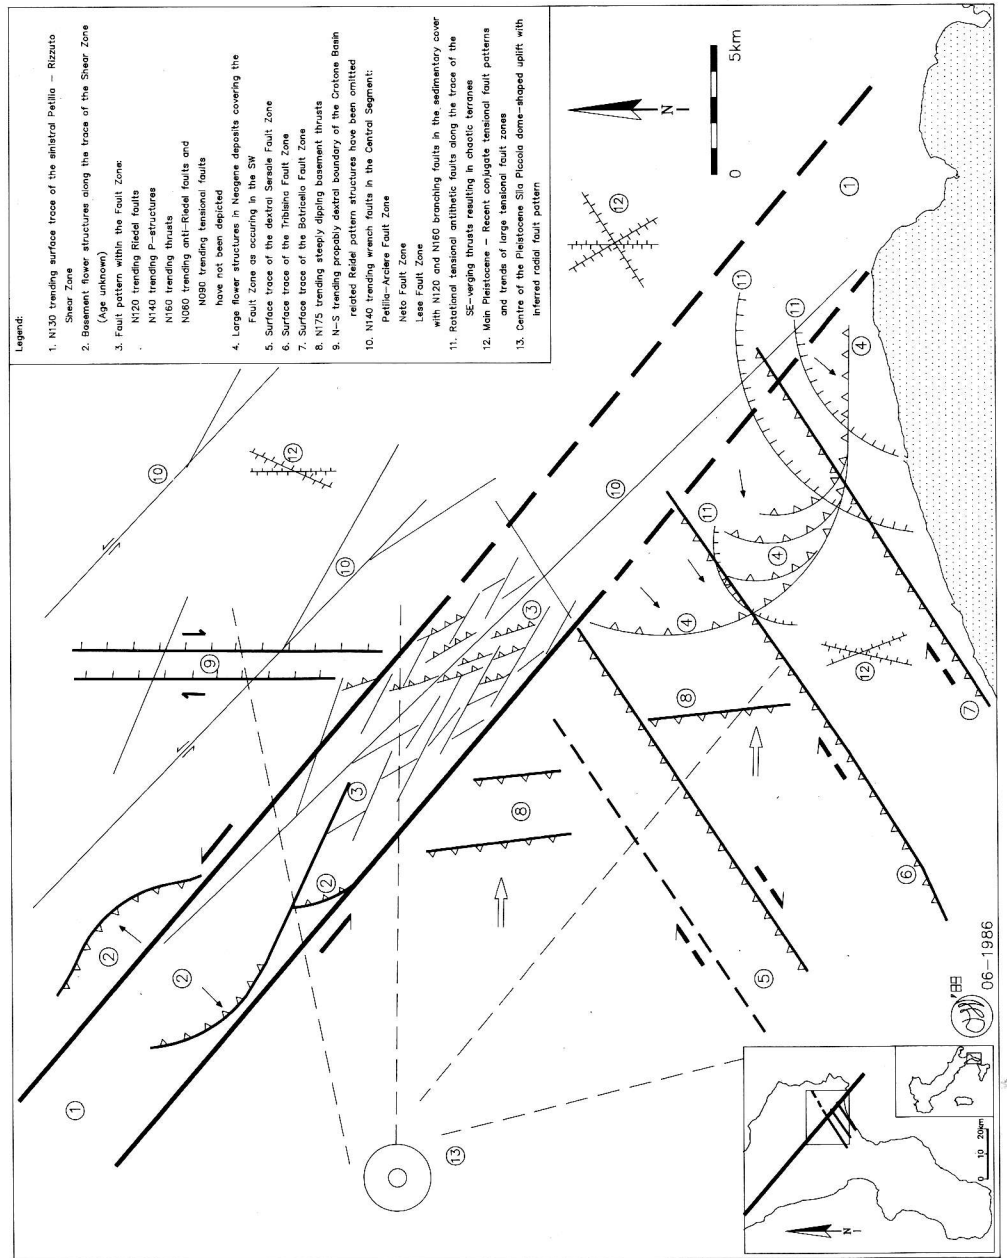 Legend:
1. N130 trending surface trace of the sinistral Petilia – Rizzuto
Shear Zone
2. Basement flower structures along the trace of the Shear Zone
(Age unknown)
3. Fault pattern within the Fault Zone:
N120 trending Riedel faults
N140 trending P-structures
N160 trending thrusts
N060 trending anti-Riedel faults and
N090 trending tensional faults
have not been depicted
4. Large flower structures in Neogene deposits covering the
Fault Zone as occuring in the SW
5. Surface trace of the dextral Sersale Fault Zone
6. Surface trace of the Tribisina Fault Zone
7. Surface trace of the Botricello Fault Zone
8. N175 trending steeply dipping basement thrusts
9. N-S trending propably dextral boundary of the Crotone Basin
related Reidel pattern structures have been omitted
10. N140 trending wrench faults in the Central Segment:
Petilia-Arciere Fault Zone
Neto Fault Zone
Lese Fault Zone
with N120 and N160 branching faults in the sedimentary cover
11. Rotational tensional antithetic faults along the trace of the
SE-verging thrusts resulting in chaotic terranes
12. Main Pleistocene – Recent conjugate tensional fault patterns
and trends of large tensional fault zones
13. Centre of the Pleistocene Sila Piccola dome-shaped uplift with
inferred radial fault pattern
N
0 5km
1
2
2
2
3
3
9
10
10
10
12
12
12
11
11
11
4
4
4
8
8
5
6
7
13
1
N
0 10 20km
'88
06-1986